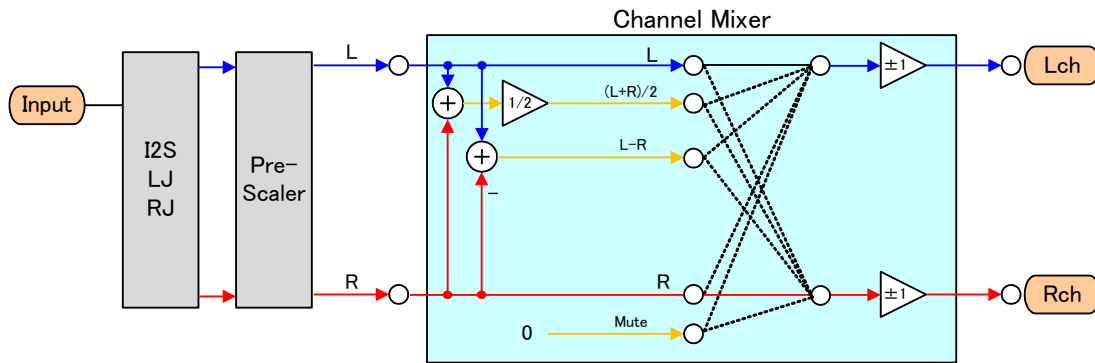 Channel Mixer
L
L
±1
Lch
Input
1/2
(L+R)/2
+
L-R
+
I2S
LJ
RJ
Pre-
Scaler
-
R
R
±1
Rch
0
Mute